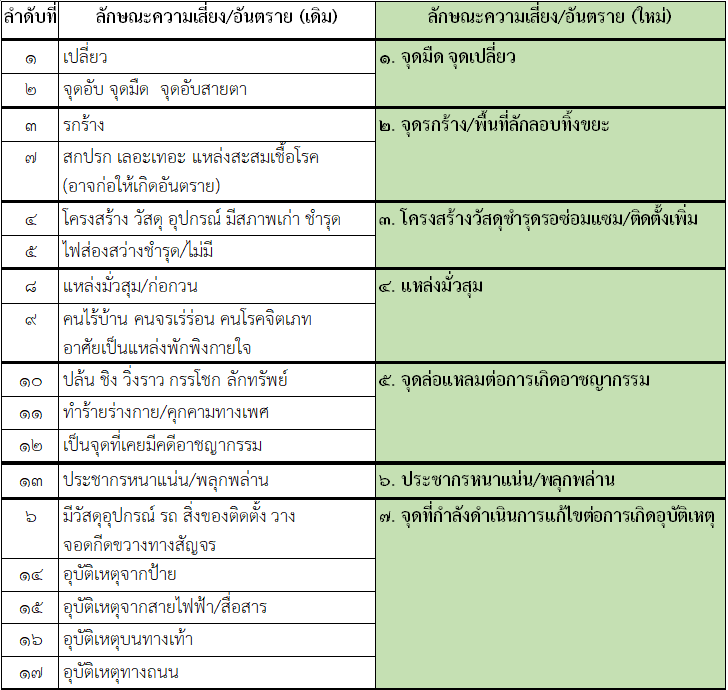 ลำดับที่ ลักษณะความเสี่ยง/อันตราย (เดิม) ลักษณะความเสี่ยง/อันตราย (ใหม่)
๑ เปลี่ยว ๑. จุดมืด จุดเปลี่ยว
๒ จุดอับ จุดมืด จุดอับสายตา
๓ รกร้าง ๒. จุดรกร้าง/พื้นที่ลักลอบทิ้งขยะ
๗ สกปรก เลอะเทอะ แหล่งสะสมเชื้อโรค
(อาจก่อให้เกิดอันตราย)
๔ โครงสร้าง วัสดุ อุปกรณ์ มีสภาพเก่า ชำรุด ๓. โครงสร้างวัสดุชำรุดรอซ่อมแซม/ติดตั้งเพิ่ม
๕ ไฟส่องสว่างชำรุด/ไม่มี
๘ แหล่งมั่วสุม/ก่อกวน ๔. แหล่งมั่วสุม
๙ คนไร้บ้าน คนจรเร่ร่อน คนโรคจิตเภท
อาศัยเป็นแหล่งพักพิงกายใจ
๑๐ ปล้น ชิง วิ่งราว กรรโชก ลักทรัพย์ ๕. จุดล่อแหลมต่อการเกิดอาชญากรรม
๑๑ ทำร้ายร่างกาย/คุกคามทางเพศ
๑๒ เป็นจุดที่เคยมีคดีอาชญากรรม
๑๓ ประชากรหนาแน่น/พลุกพล่าน ๖. ประชากรหนาแน่น/พลุกพล่าน
๖ มีวัสดุอุปกรณ์ รถ สิ่งของติดตั้ง วาง ๗. จุดที่กำลังดำเนินการแก้ไขต่อการเกิดอุบัติเหตุ
จอดกีดขวางทางสัญจร
๑๔ อุบัติเหตุจากป้าย
๑๕ อุบัติเหตุจากสายไฟฟ้า/สื่อสาร
๑๖ อุบัติเหตุบนทางเท้า
๑๗ อุบัติเหตุทางถนน